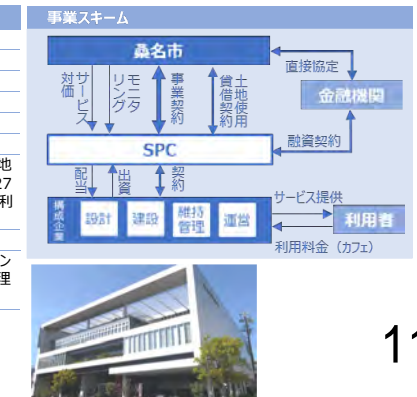 事業スキーム
桑名市
サービス対価
モニタリング
事業契約
土地使用貸借契約
直接協定
金融機関
融資契約
SPC
配当
出資
契約
構成企業
設計
建設
維持管理
運営
サービス提供
利用者
利用料金（カフェ）
地
27
利
ン
理
11